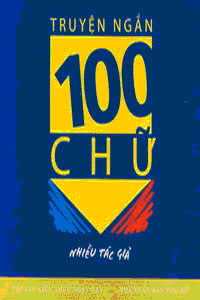 TRUYỆN NGẮN
100
CHỮ
NHIỀU TÁC GIẢ